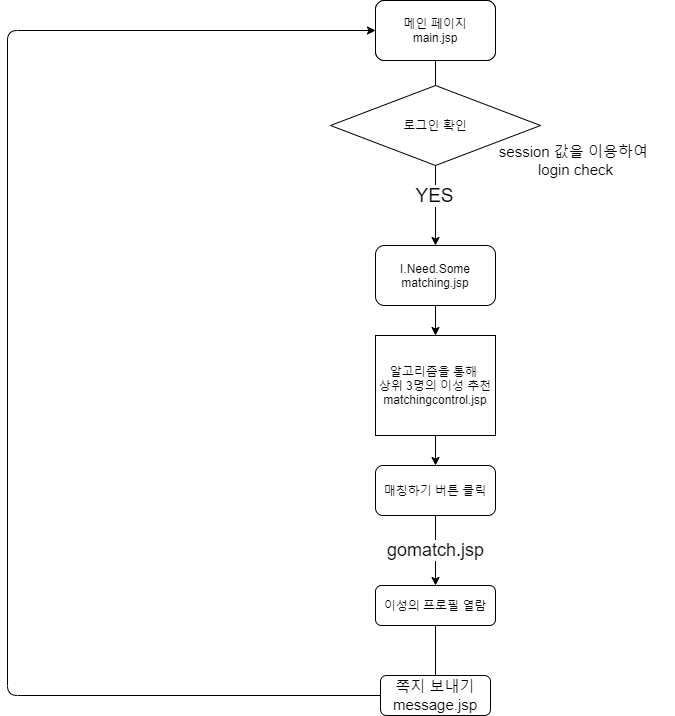 메인 페이지
main.jsp
로그인 확인
session 값을 이용하여
login check
YES
I.Need.Some
matching.jsp
알고리즘을 통해
상위 3명의 이성 추천
matchingcontrol.jsp
매칭하기 버튼 클릭
gomatch.jsp
이성의 프로필 열람
쪽지 보내기
message.jsp